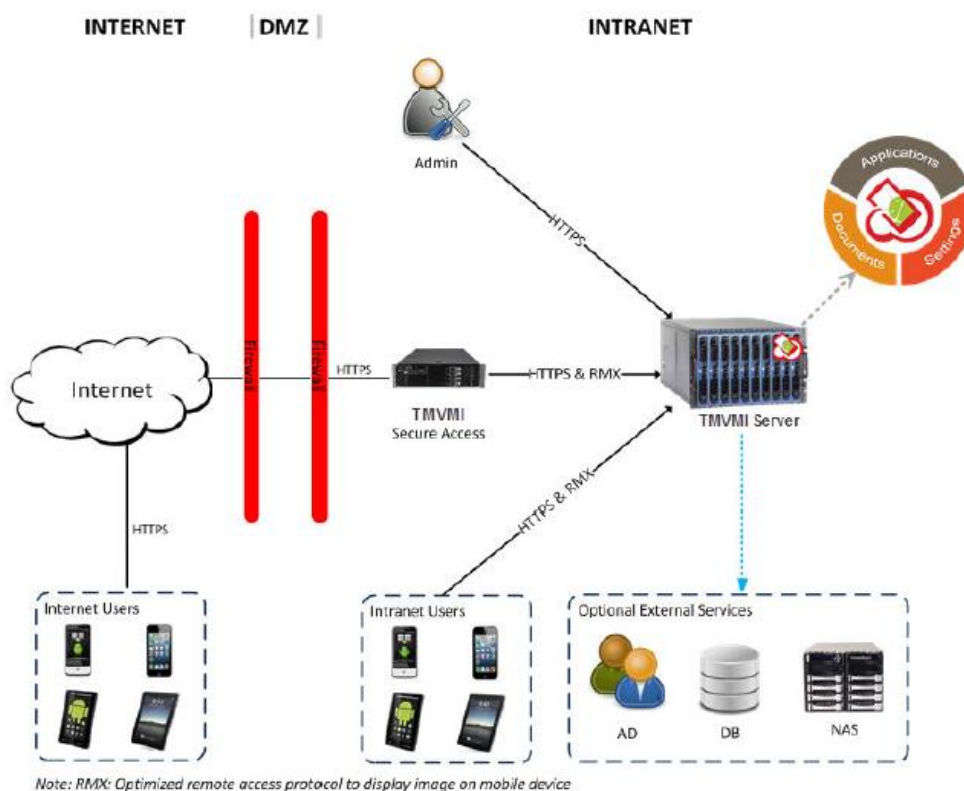 INTERNET | DMZ | INTRANET
Admin
Applications
Documents
Settings
HTTPS
Firewall
Firewall
Internet
HTTPS
HTTPS & RMX
TMVMI
Secure Access
TMVMI Server
HTTPS
HTTPS & RMX
Internet Users
Intranet Users
Optional External Services
AD
DB
NAS
Note: RMX: Optimized remote access protocol to display image on mobile device